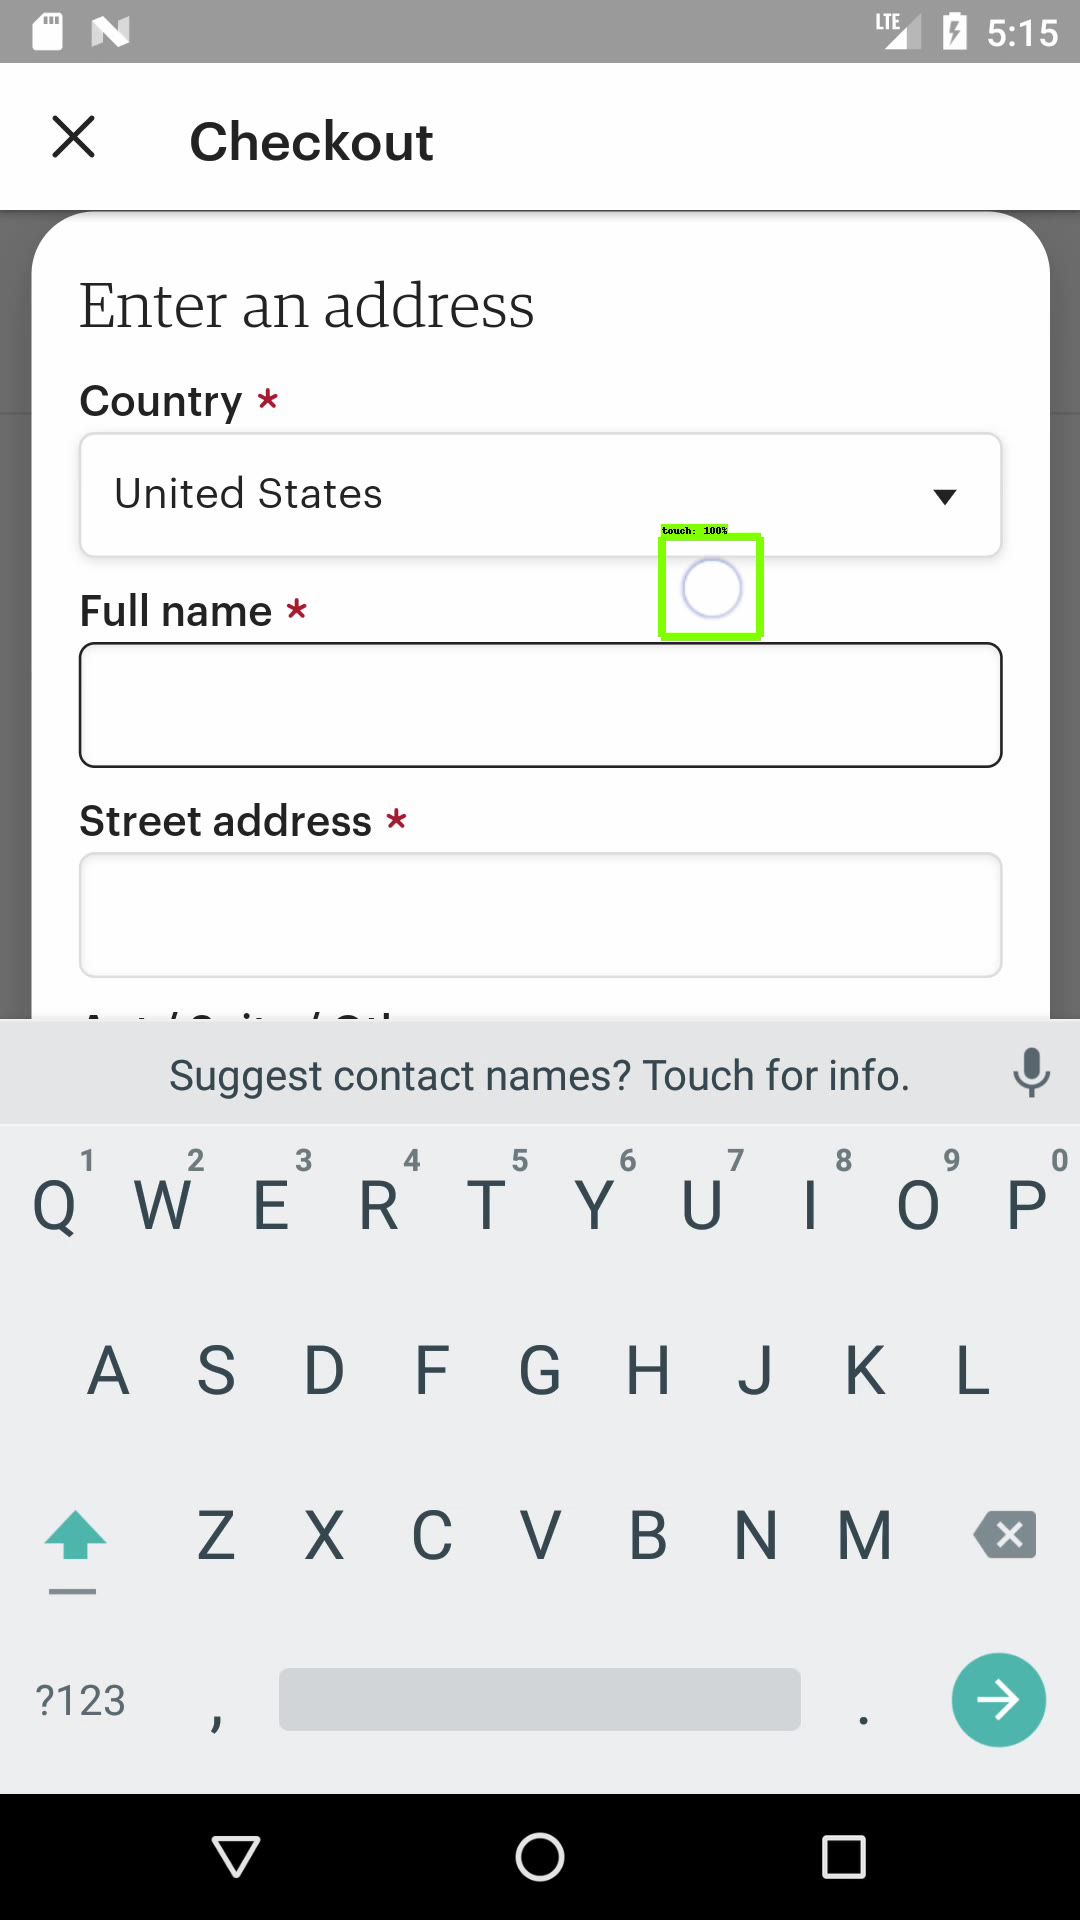 LTE 5:15
Checkout
Enter an address
Country *
United States
touch: 100%
Full name *
Street address *
Suggest contact names? Touch for info.
1 2 3 4 5 6 7 8 9 0
Q W E R T Y U I O P
A S D F G H J K L
Z X C V B N M
?123 , .